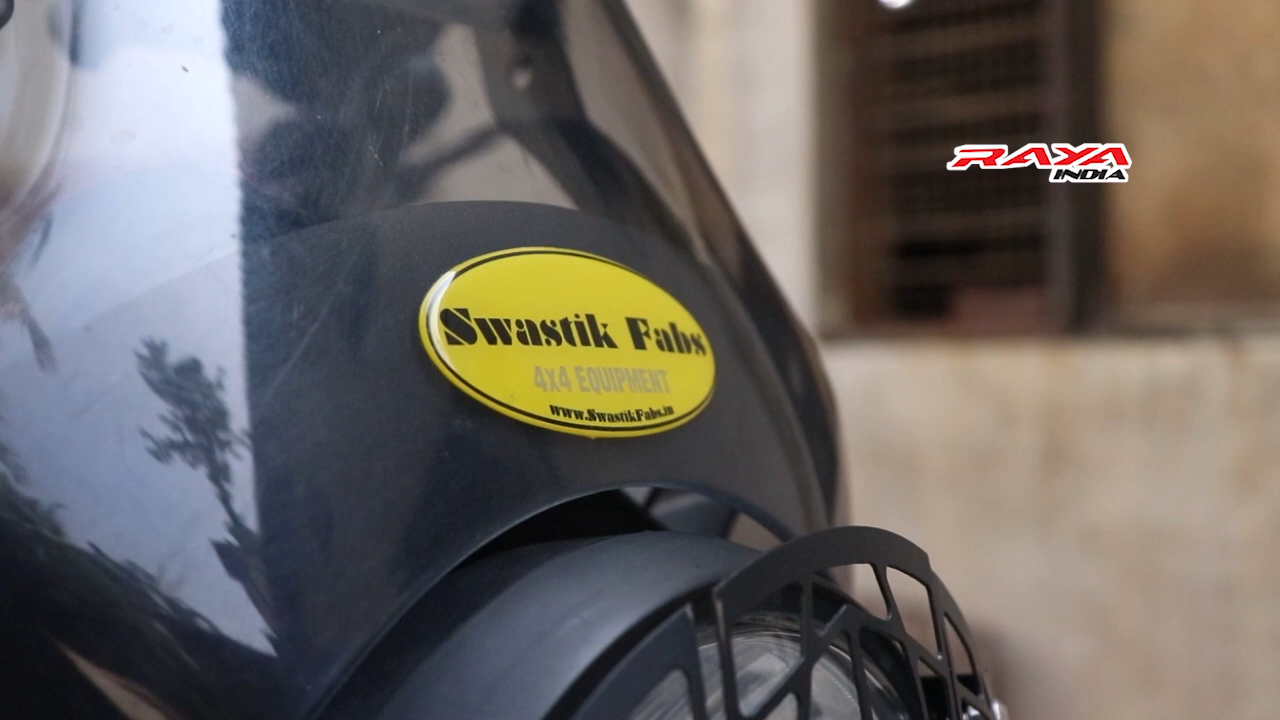 RAYA
INDIA
Swastik Fabs
4x4 EQUIPMENT
www.SwastikFabs.in